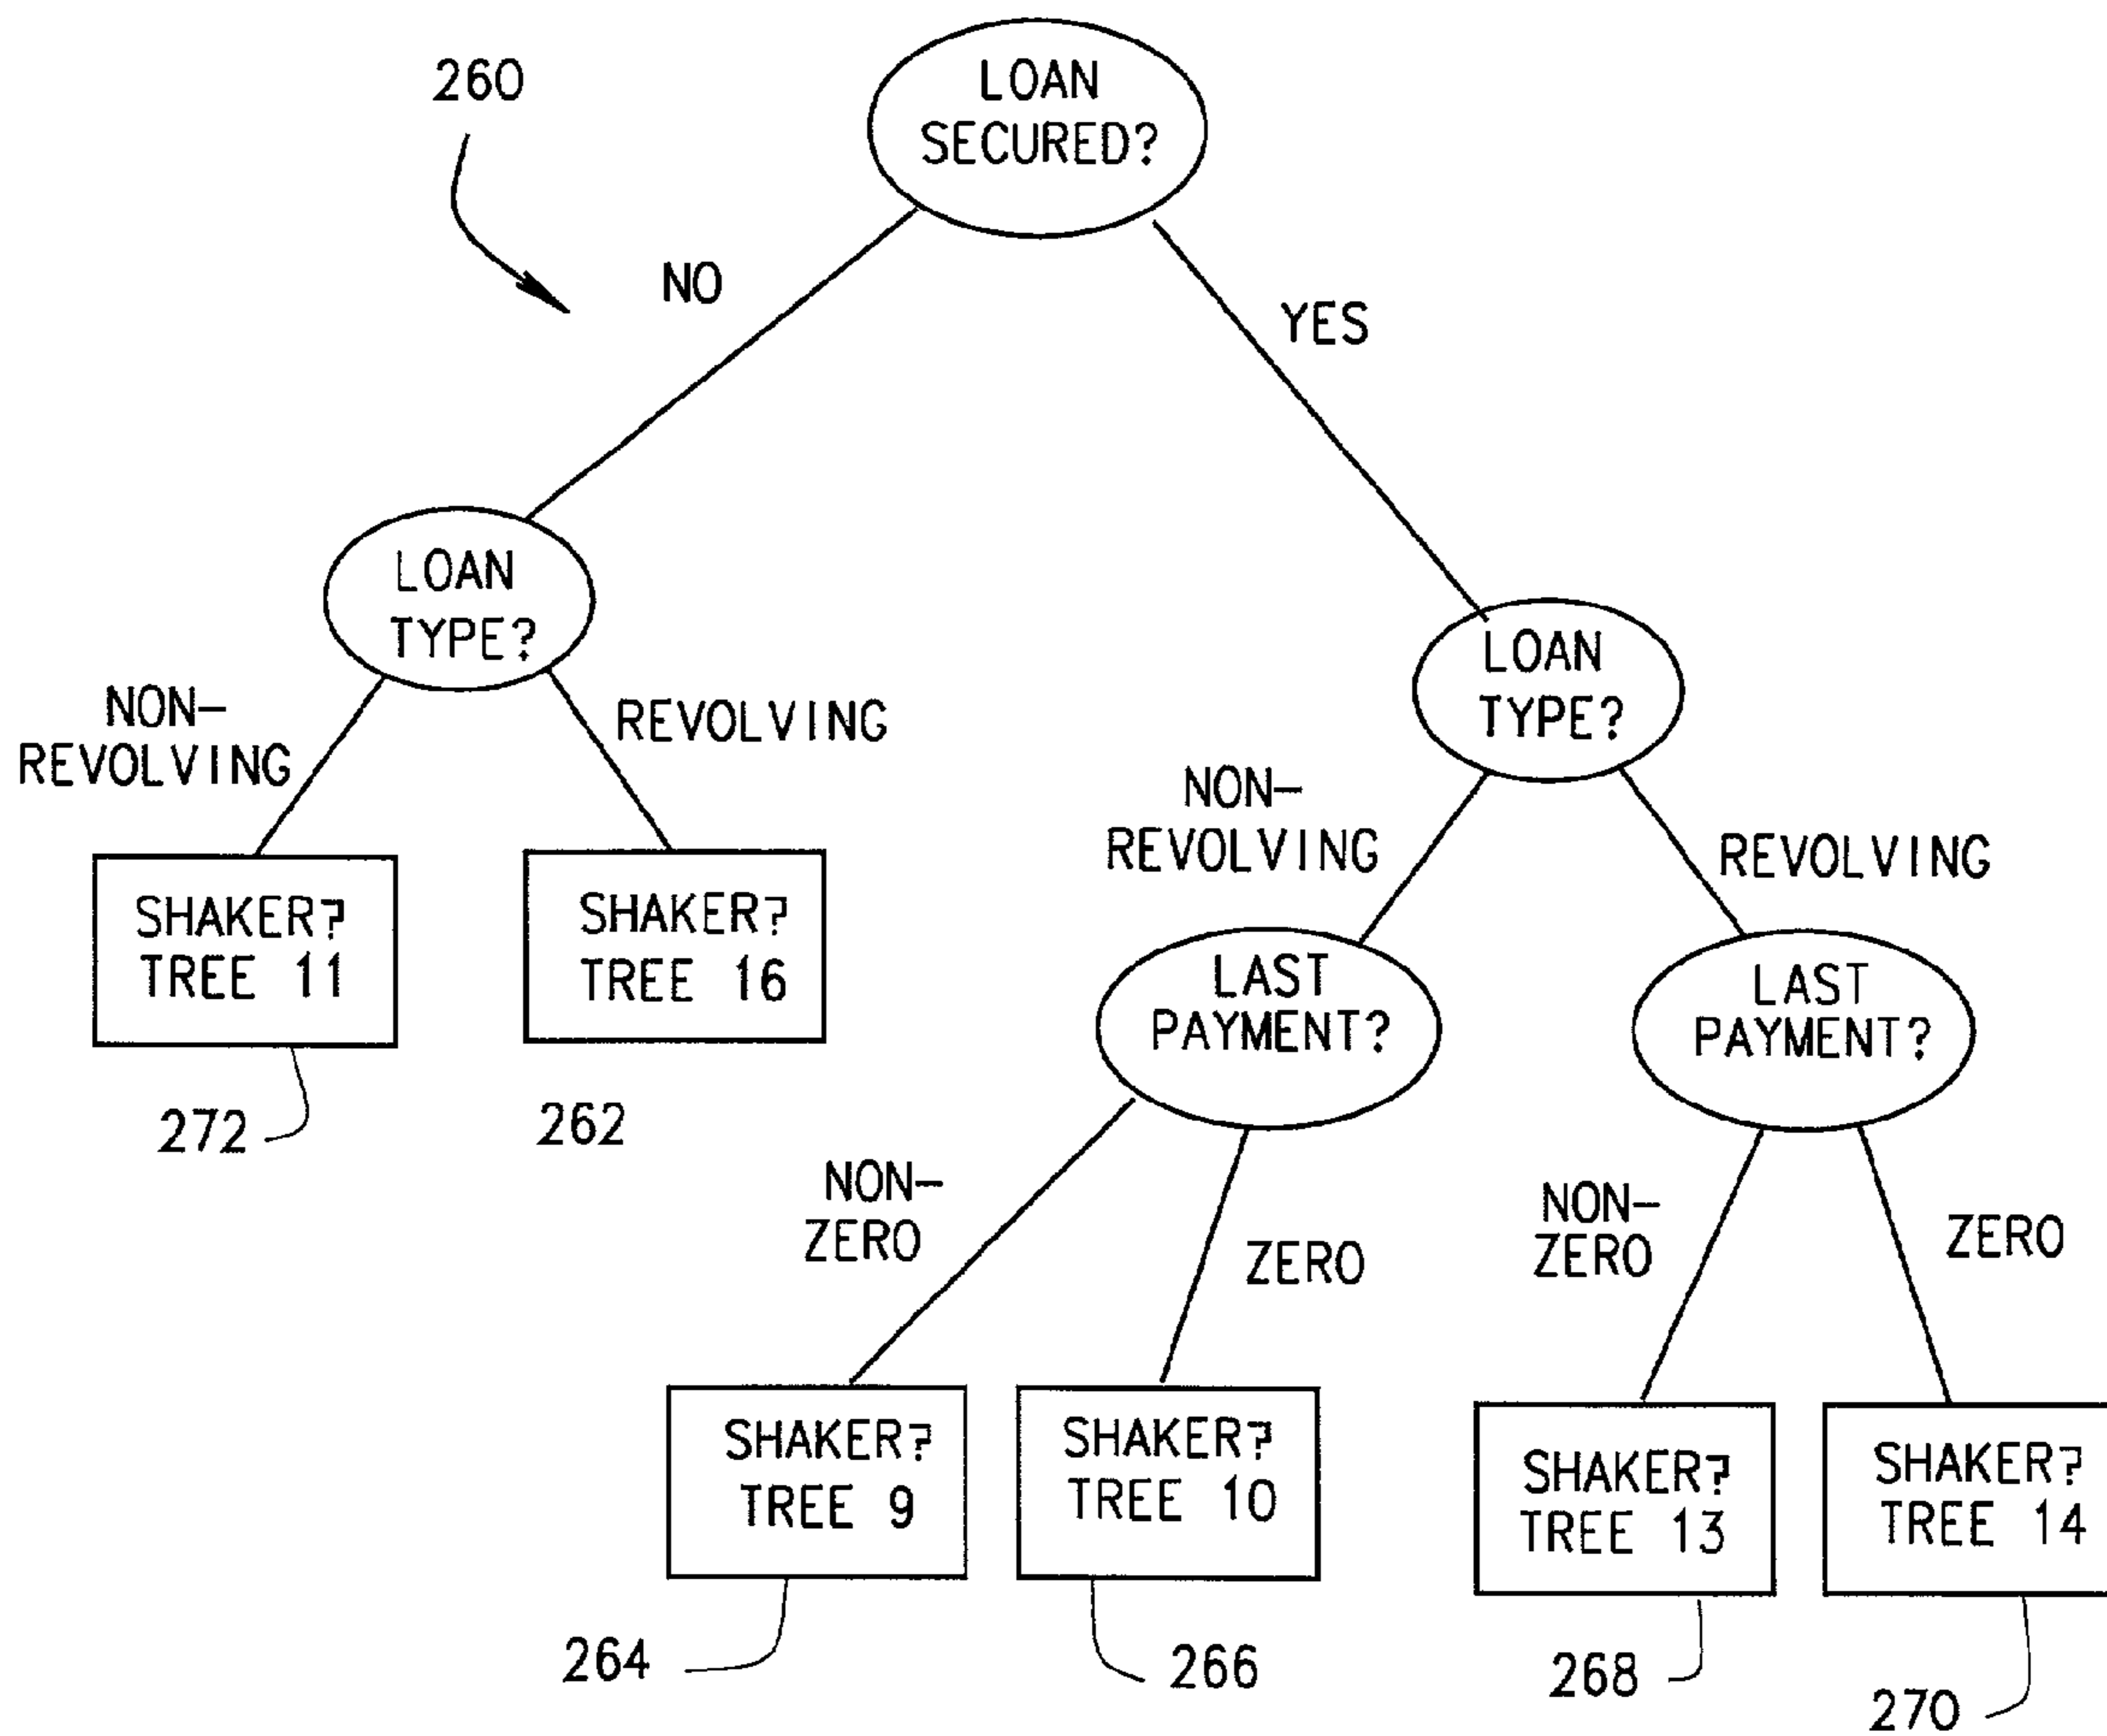 260
LOAN
SECURED?
NO
YES
LOAN
TYPE?
LOAN
TYPE?
NON-
REVOLVING
REVOLVING
NON-
REVOLVING
REVOLVING
SHAKER?
TREE 11
SHAKER?
TREE 16
LAST
PAYMENT?
LAST
PAYMENT?
272
262
NON-
ZERO
ZERO
NON-
ZERO
ZERO
SHAKER?
TREE 9
SHAKER?
TREE 10
SHAKER?
TREE 13
SHAKER?
TREE 14
264
266
268
270